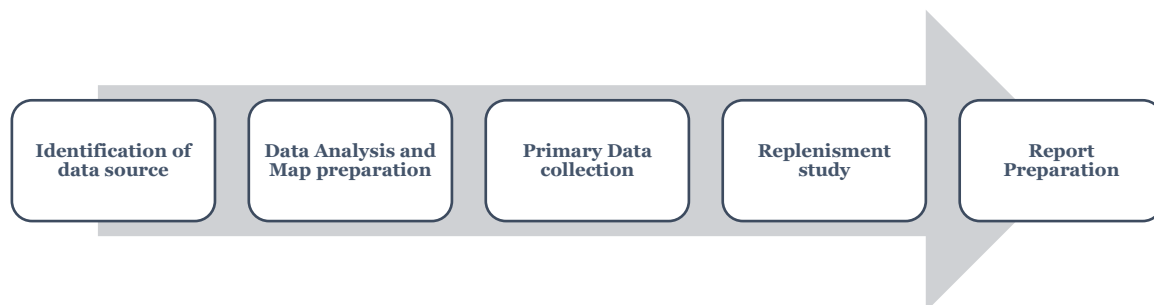 Identification of
data source
Data Analysis and
Map preparation
Primary Data
collection
Replenisment
study
Report
Preparation